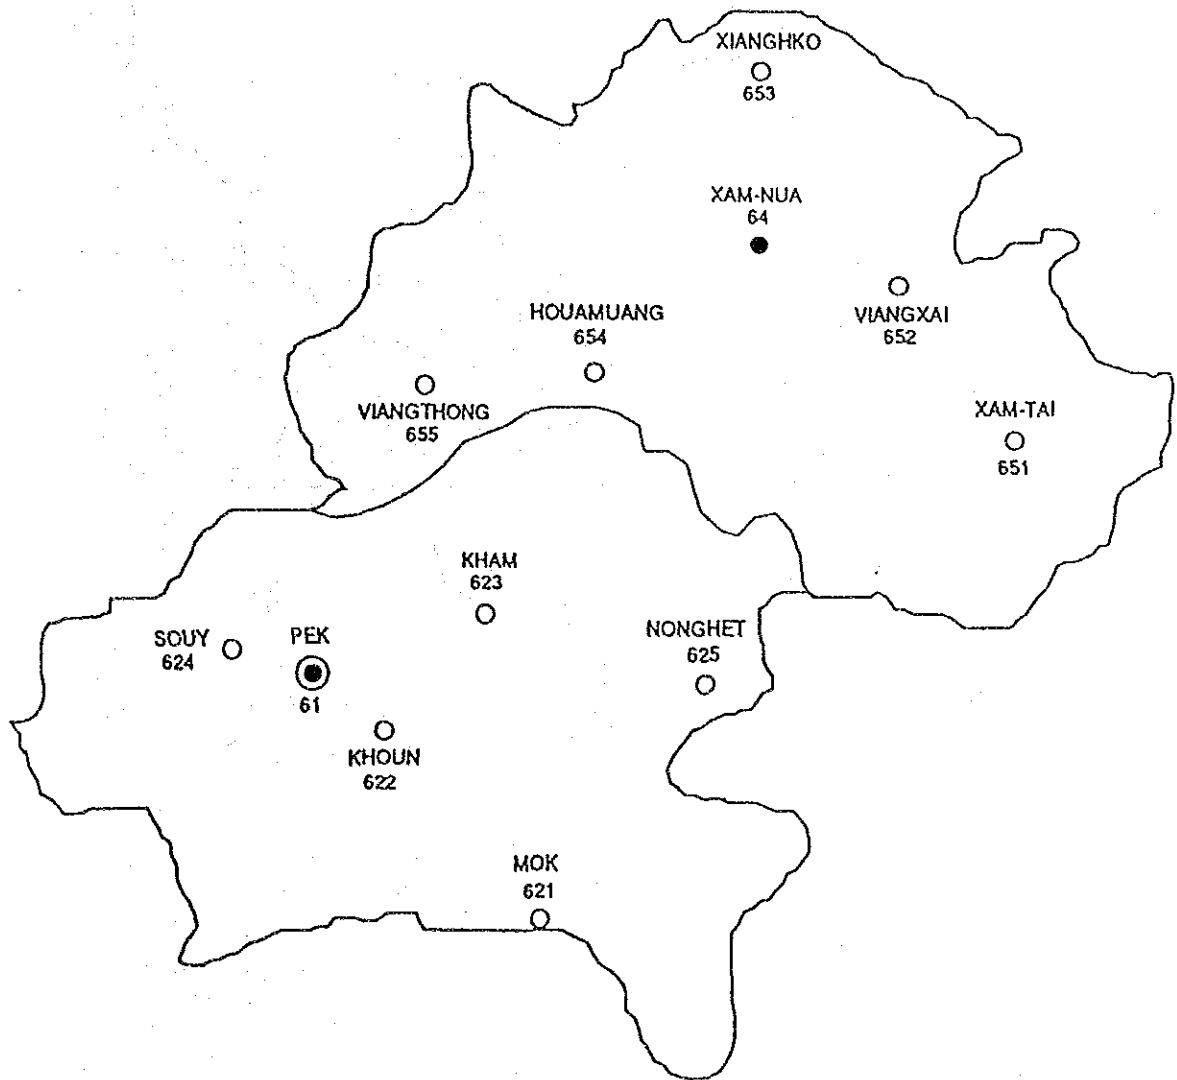 XIANGHKO
653
XAM-NUA
64
VIANGXAI
652
HOUAMUANG
654
VIANGTHONG
655
XAM-TAI
651
KHAM
623
NONGHET
625
SOUY
624
PEK
61
KHOUN
622
MOK
621